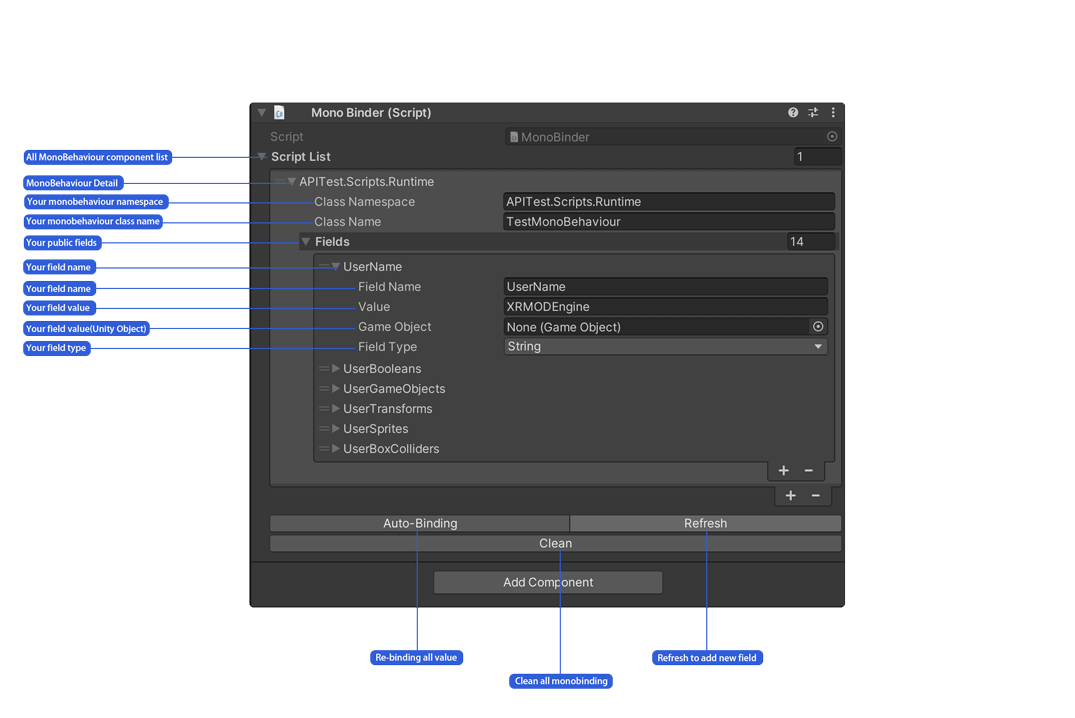 Mono Binder (Script)
Script MonoBinder
All MonoBehaviour component list Script List 1
MonoBehaviour Detail APITest.Scripts.Runtime
Your monobehaviour namespace Class Namespace APITest.Scripts.Runtime
Your monobehaviour class name Class Name TestMonoBehaviour
Your public fields Fields 14
Your field name UserName
Your field name Field Name UserName
Your field value Value XRMODEngine
Your field value(Unity Object) Game Object None (Game Object)
Your field type Field Type String
UserBooleans
UserGameObjects
UserTransforms
UserSprites
UserBoxColliders
+ −
+ −
Auto-Binding Refresh
Clean
Add Component
Re-binding all value Refresh to add new field
Clean all monobinding